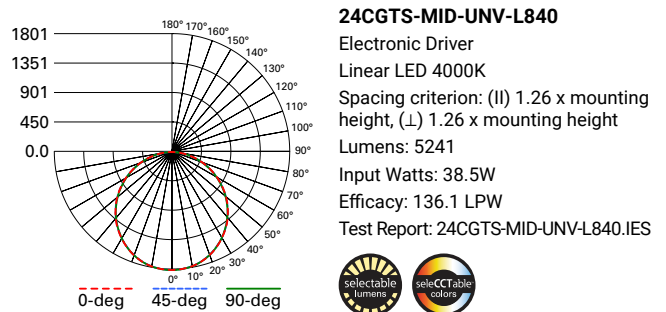 1801
1351
901
450
0.0
180° 170° 160° 150° 140° 130° 120° 110° 100° 90° 80° 70° 60° 50° 40° 30° 20° 10° 0°
0-deg 45-deg 90-deg
24CGTS-MID-UNV-L840
Electronic Driver
Linear LED 4000K
Spacing criterion: (II) 1.26 x mounting
height, (⊥) 1.26 x mounting height
Lumens: 5241
Input Watts: 38.5W
Efficacy: 136.1 LPW
Test Report: 24CGTS-MID-UNV-L840.IES
selectable
lumens
seleCCTable™
colors